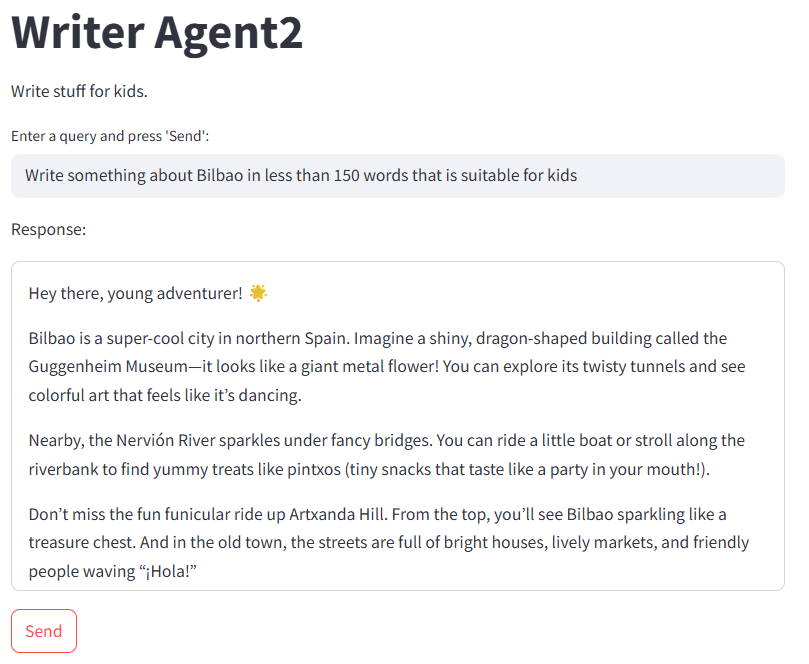 Writer Agent2
Write stuff for kids.
Enter a query and press 'Send':
Write something about Bilbao in less than 150 words that is suitable for kids
Response:
Hey there, young adventurer! 🌟
Bilbao is a super-cool city in northern Spain. Imagine a shiny, dragon-shaped building called the
Guggenheim Museum—it looks like a giant metal flower! You can explore its twisty tunnels and see
colorful art that feels like it’s dancing.
Nearby, the Nervión River sparkles under fancy bridges. You can ride a little boat or stroll along the
riverbank to find yummy treats like pintxos (tiny snacks that taste like a party in your mouth!).
Don’t miss the fun funicular ride up Artxanda Hill. From the top, you’ll see Bilbao sparkling like a
treasure chest. And in the old town, the streets are full of bright houses, lively markets, and friendly
people waving “¡Hola!”
Send